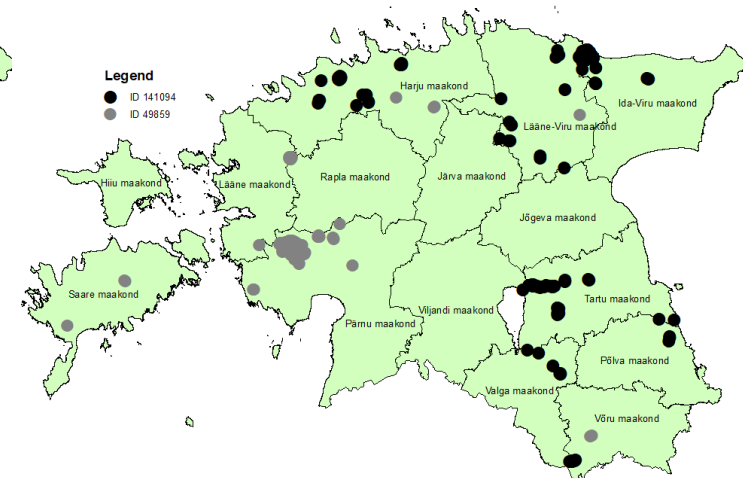 Legend
ID 141094
ID 49859
Harju maakond
Ida-Viru maakond
Lääne-Viru maakond
Hiiu maakond
Lääne maakond
Rapla maakond
Järva maakond
Jõgeva maakond
Saare maakond
Tartu maakond
Viljandi maakond
Pärnu maakond
Põlva maakond
Valga maakond
Võru maakond